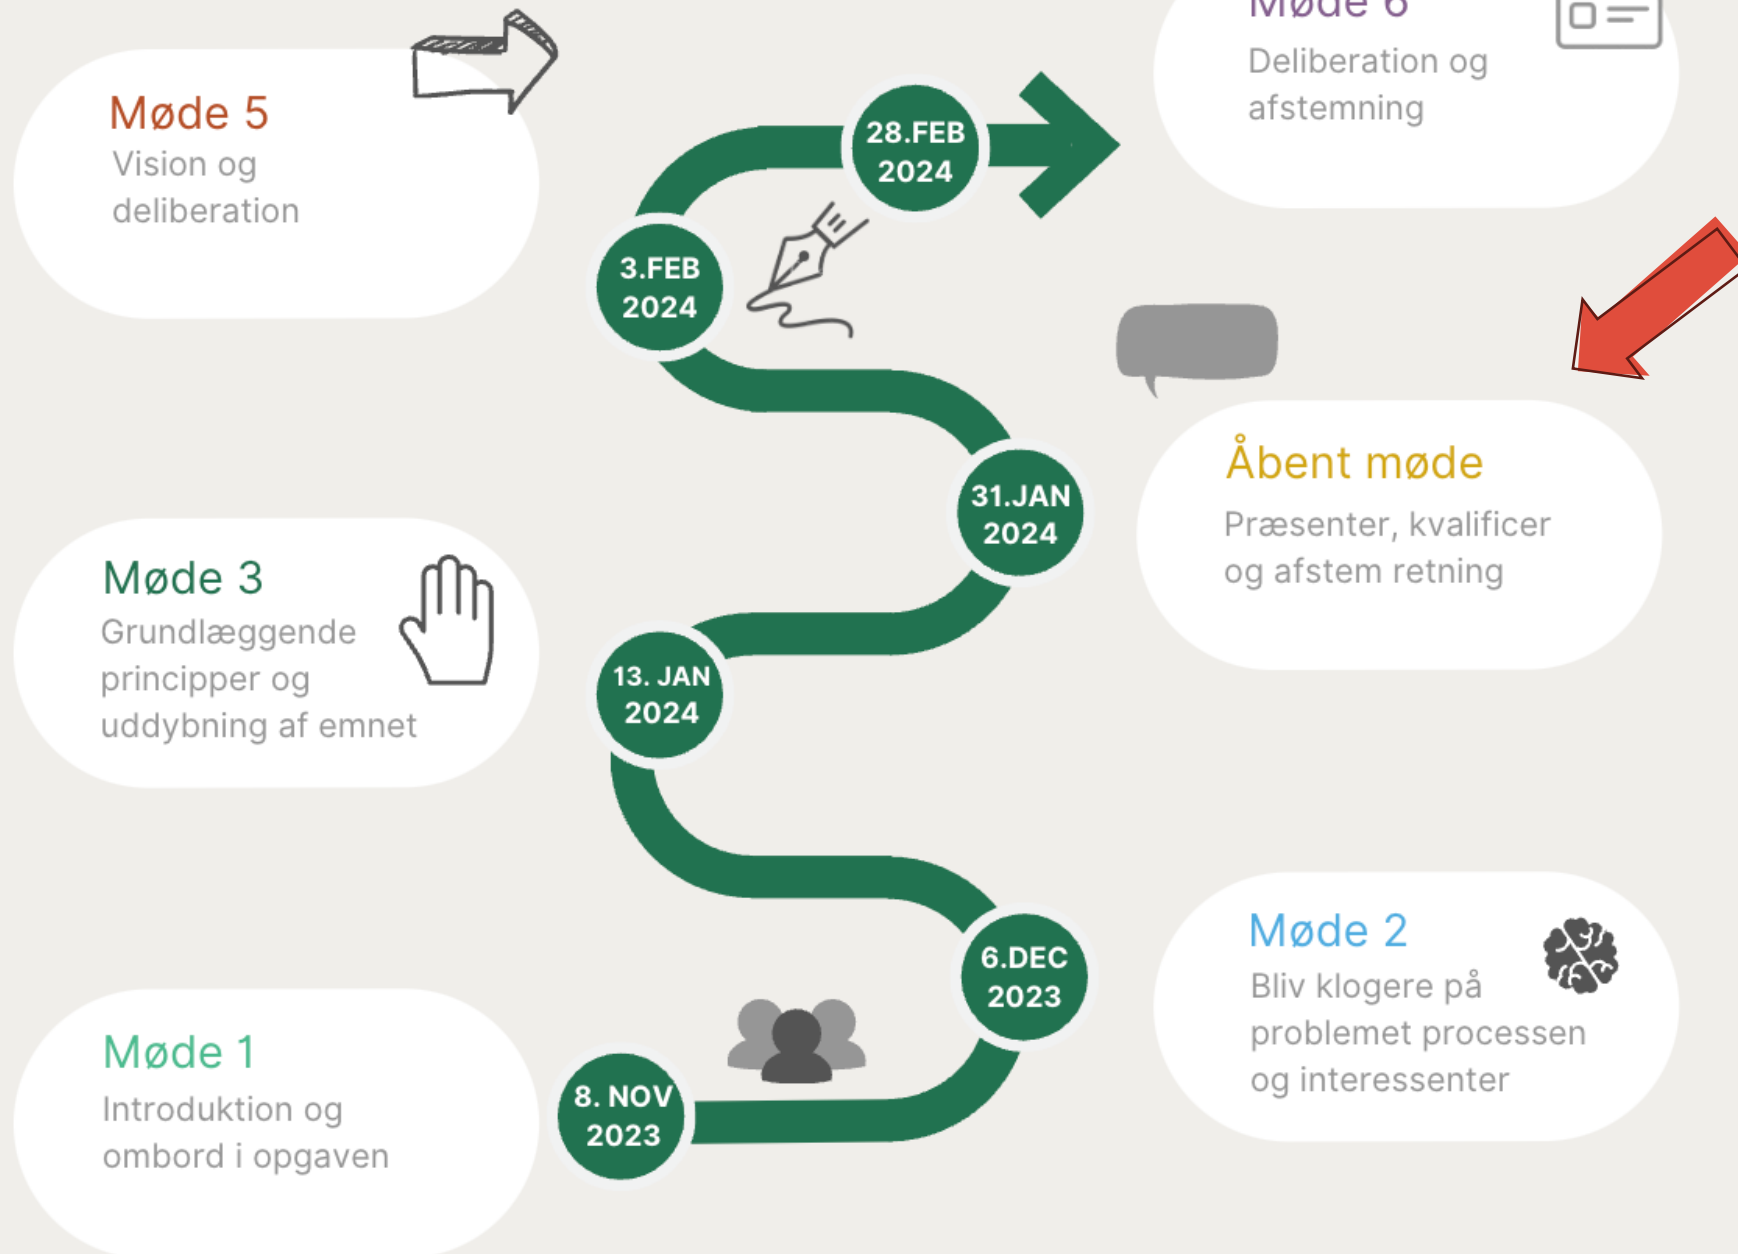 Møde 6
Deliberation og
afstemning
Møde 5
Vision og
deliberation
28.FEB
2024
3.FEB
2024
Åbent møde
Præsenter, kvalificer
og afstem retning
31.JAN
2024
Møde 3
Grundlæggende
principper og
uddybning af emnet
13. JAN
2024
Møde 2
Bliv klogere på
problemet processen
og interessenter
6.DEC
2023
Møde 1
Introduktion og
ombord i opgaven
8. NOV
2023